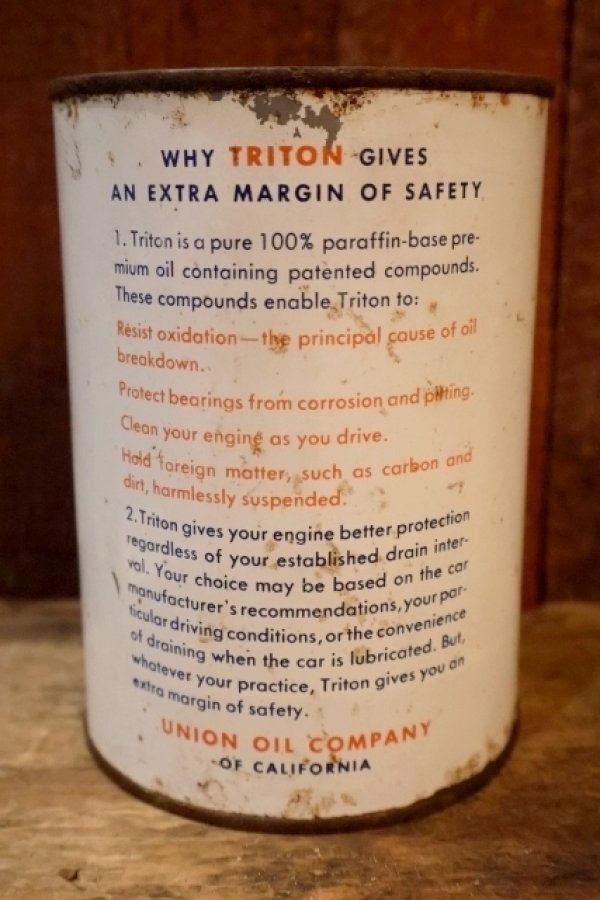 WHY TRITON GIVES
AN EXTRA MARGIN OF SAFETY
1. Triton is a pure 100% paraffin-base pre-
mium oil containing patented compounds.
These compounds enable Triton to:
Resist oxidation—the principal cause of oil
breakdown.
Protect bearings from corrosion and pitting.
Clean your engine as you drive.
Hold foreign matter, such as carbon and
dirt, harmlessly suspended.
2. Triton gives your engine better protection
regardless of your established drain inter-
val. Your choice may be based on the car
manufacturer's recommendations, your par-
ticular driving conditions, or the convenience
of draining when the car is lubricated. But,
whatever your practice, Triton gives you an
extra margin of safety.
UNION OIL COMPANY
OF CALIFORNIA